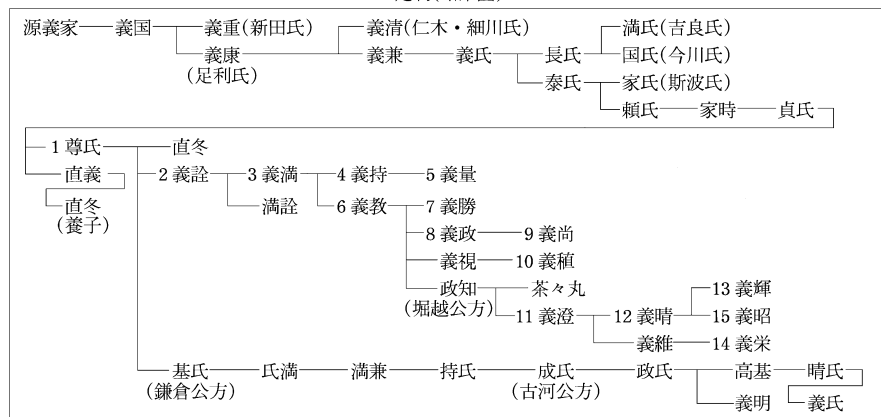 源義家 義国 義重(新田氏) 義清(仁木・細川氏) 満氏(吉良氏)
義康 義兼 義氏 長氏 国氏(今川氏)
(足利氏) 泰氏 家氏(斯波氏)
頼氏 家時 貞氏
1 尊氏 直冬
直義 2 義詮 3 義満 4 義持 5 義量
直冬 満詮 6 義教 7 義勝
(養子)
8 義政 9 義尚
義視 10 義稙
政知 茶々丸 13 義輝
(堀越公方) 11 義澄 12 義晴 15 義昭
義維 14 義栄
基氏 氏満 満兼 持氏 成氏 政氏 高基 晴氏
(鎌倉公方) (古河公方) 義明 義氏